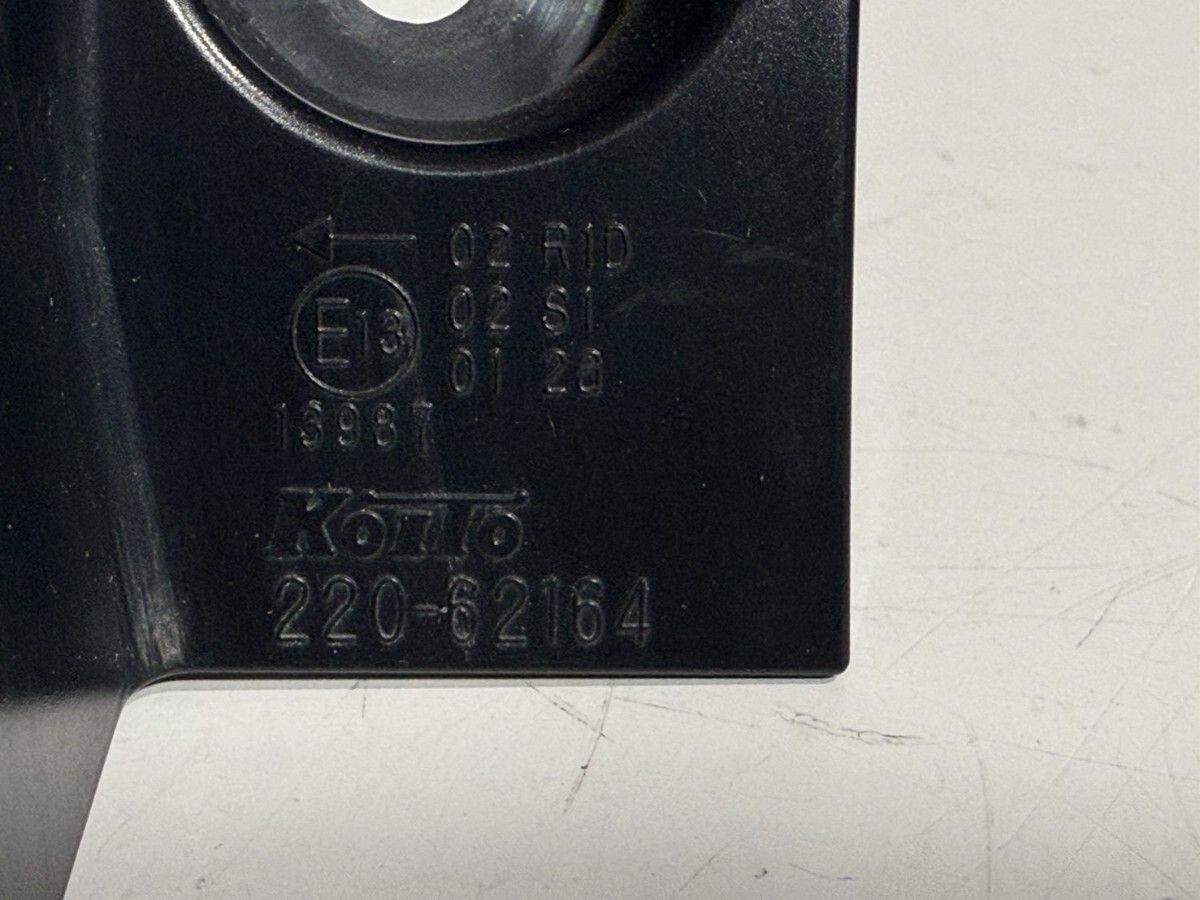 ← 02 R1D
E13 02 S1
01 2a
13987
Koito
220-62164